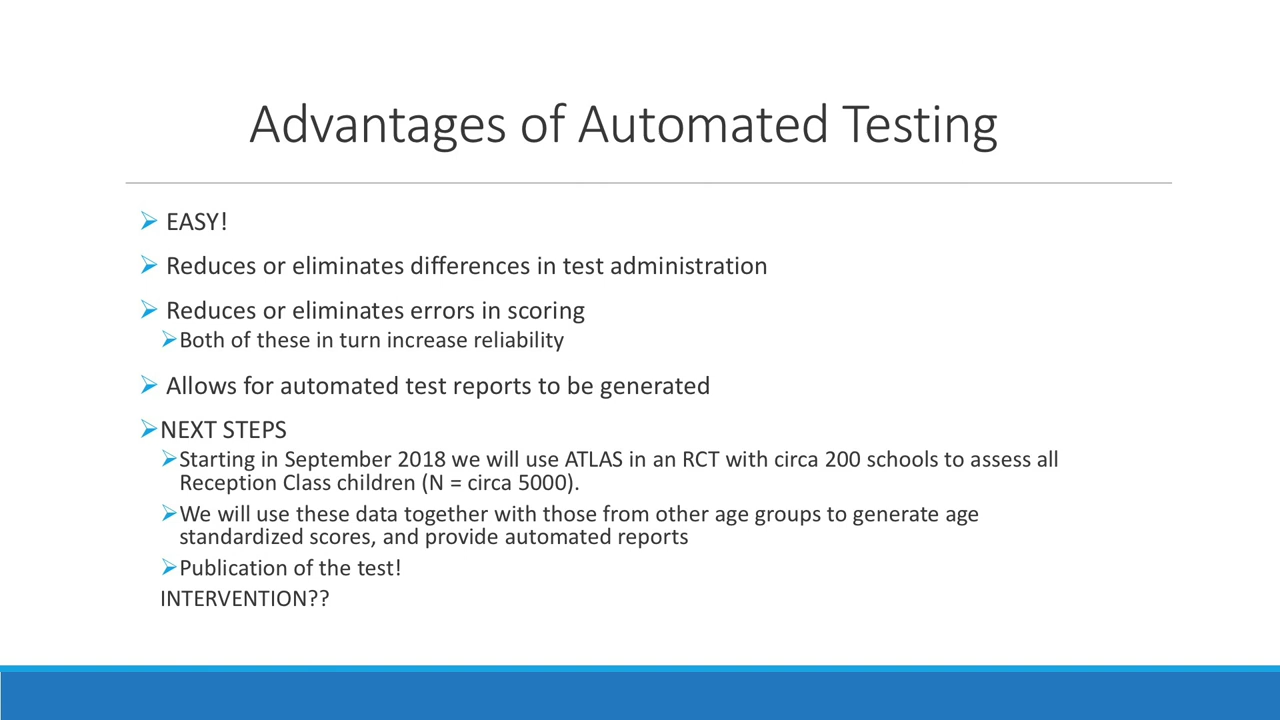 Advantages of Automated Testing
EASY!
Reduces or eliminates differences in test administration
Reduces or eliminates errors in scoring
Both of these in turn increase reliability
Allows for automated test reports to be generated
NEXT STEPS
Starting in September 2018 we will use ATLAS in an RCT with circa 200 schools to assess all
Reception Class children (N = circa 5000).
We will use these data together with those from other age groups to generate age
standardized scores, and provide automated reports
Publication of the test!
INTERVENTION??